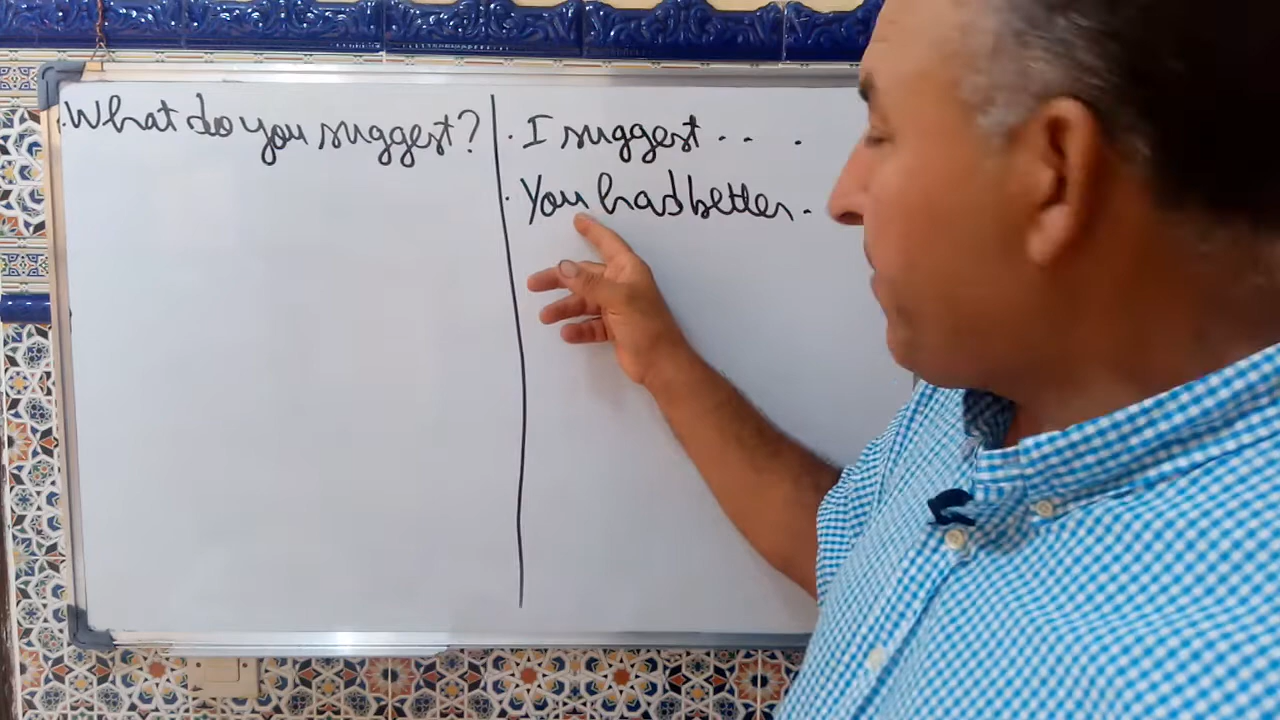 .What do you suggest?
. I suggest . . .
. You had better .